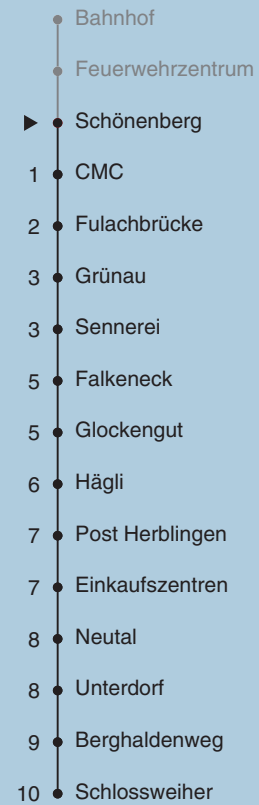 Bahnhof
Feuerwehrzentrum
▶ Schönenberg
1 CMC
2 Fulachbrücke
3 Grünau
3 Sennerei
5 Falkeneck
5 Glockengut
6 Hägli
7 Post Herblingen
7 Einkaufszentren
8 Neutal
8 Unterdorf
9 Berghaldenweg
10 Schlossweiher